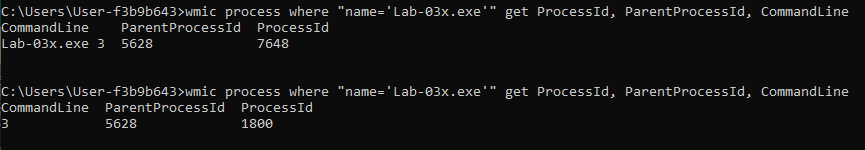 C:\Users\User-f3b9b643>wmic process where "name='Lab-03x.exe'" get ProcessId, ParentProcessId, CommandLine
CommandLine    ParentProcessId  ProcessId
Lab-03x.exe 3  5628             7648
C:\Users\User-f3b9b643>wmic process where "name='Lab-03x.exe'" get ProcessId, ParentProcessId, CommandLine
CommandLine  ParentProcessId  ProcessId
3            5628             1800